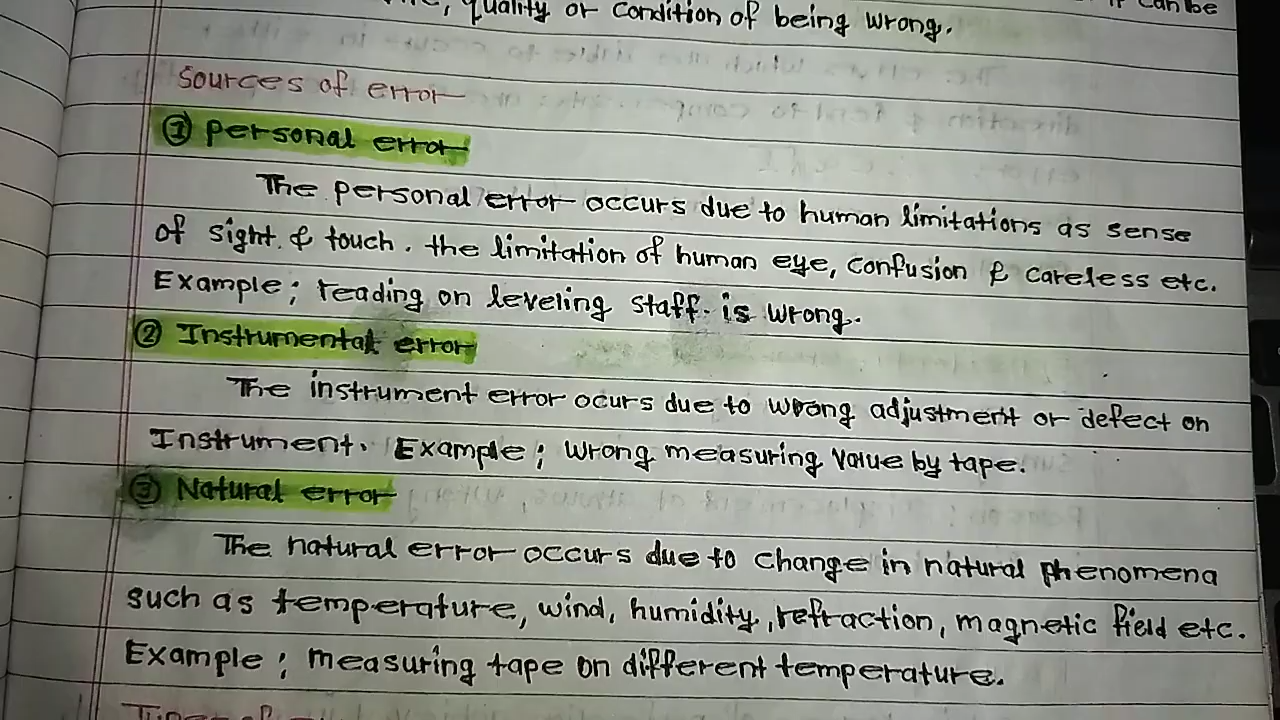 can be
quality or condition of being wrong.
Sources of error
① personal error
The personal error occurs due to human limitations as sense
of sight & touch. the limitation of human eye, confusion & careless etc.
Example; reading on leveling staff is wrong.
② Instrumental error
The instrument error ocurs due to wrong adjustment or defect on
Instrument. Example; wrong measuring value by tape.
③ Natural error
The natural error occurs due to change in natural phenomena
such as temperature, wind, humidity, refraction, magnetic field etc.
Example; measuring tape on different temperature.